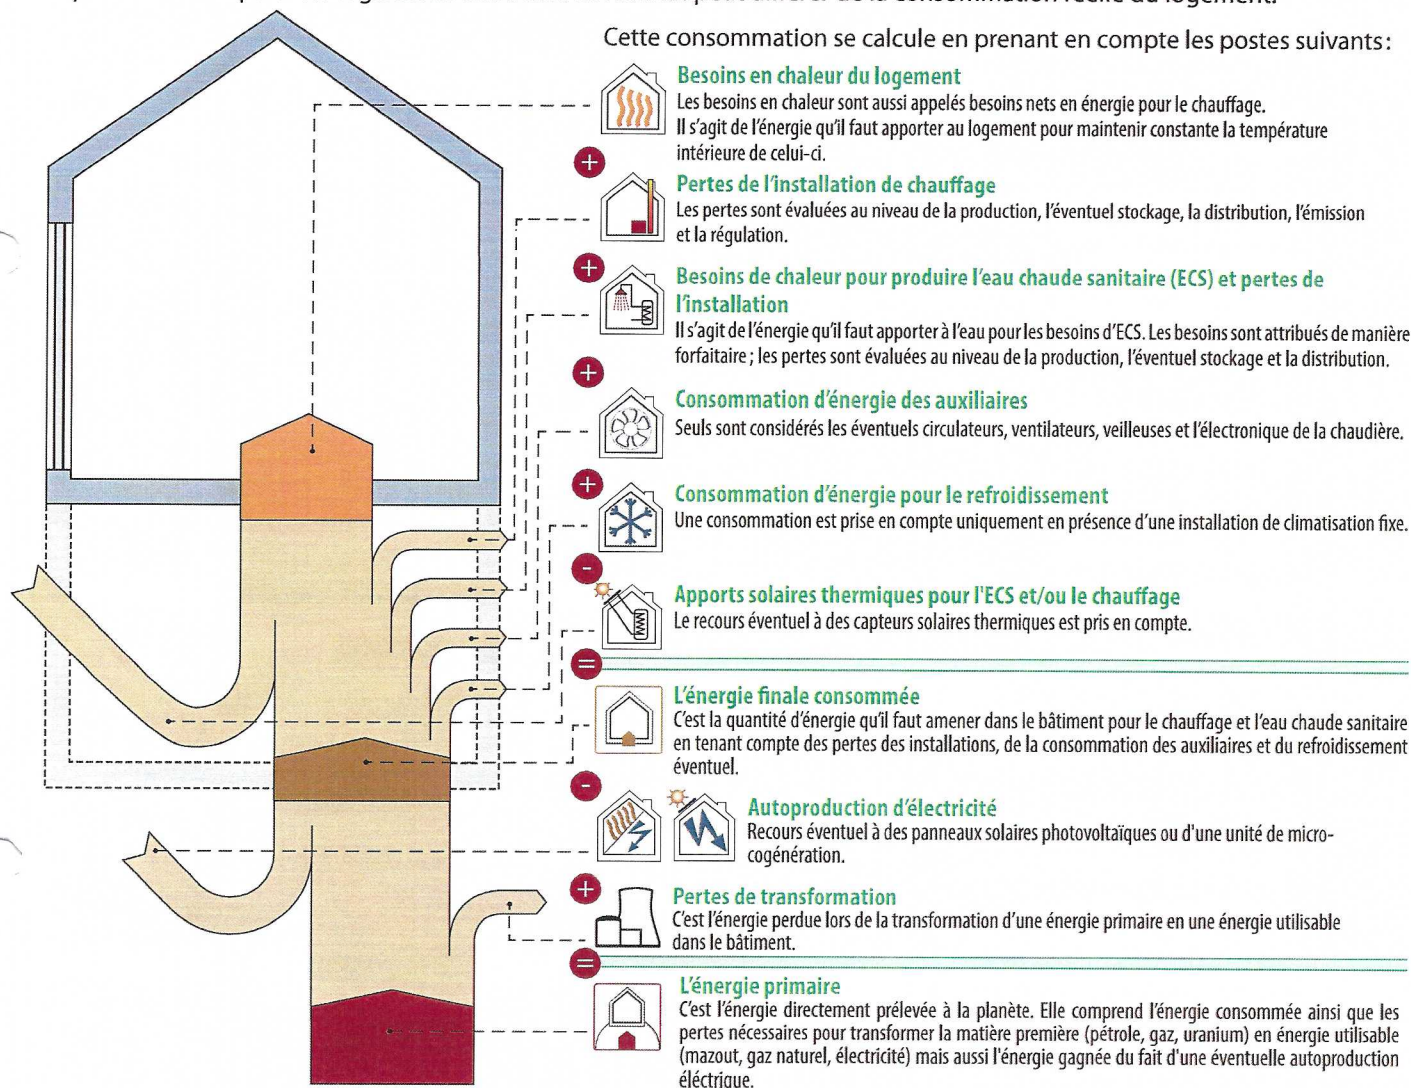 Cette consommation se calcule en prenant en compte les postes suivants:
Besoins en chaleur du logement
Les besoins en chaleur sont aussi appelés besoins nets en énergie pour le chauffage.
Il s'agit de l'énergie qu'il faut apporter au logement pour maintenir constante la température
intérieure de celui-ci.
+
Pertes de l'installation de chauffage
Les pertes sont évaluées au niveau de la production, l'éventuel stockage, la distribution, l'émission
et la régulation.
+
Besoins de chaleur pour produire l'eau chaude sanitaire (ECS) et pertes de
l'installation
Il s'agit de l'énergie qu'il faut apporter à l'eau pour les besoins d'ECS. Les besoins sont attribués de manière
forfaitaire ; les pertes sont évaluées au niveau de la production, l'éventuel stockage et la distribution.
+
Consommation d'énergie des auxiliaires
Seuls sont considérés les éventuels circulateurs, ventilateurs, veilleuses et l'électronique de la chaudière.
+
Consommation d'énergie pour le refroidissement
Une consommation est prise en compte uniquement en présence d'une installation de climatisation fixe.
-
Apports solaires thermiques pour l'ECS et/ou le chauffage
Le recours éventuel à des capteurs solaires thermiques est pris en compte.
=
L'énergie finale consommée
C'est la quantité d'énergie qu'il faut amener dans le bâtiment pour le chauffage et l'eau chaude sanitaire
en tenant compte des pertes des installations, de la consommation des auxiliaires et du refroidissement
éventuel.
-
Autoproduction d'électricité
Recours éventuel à des panneaux solaires photovoltaïques ou d'une unité de micro-
cogénération.
+
Pertes de transformation
C'est l'énergie perdue lors de la transformation d'une énergie primaire en une énergie utilisable
dans le bâtiment.
=
L'énergie primaire
C'est l'énergie directement prélevée à la planète. Elle comprend l'énergie consommée ainsi que les
pertes nécessaires pour transformer la matière première (pétrole, gaz, uranium) en énergie utilisable
(mazout, gaz naturel, électricité) mais aussi l'énergie gagnée du fait d'une éventuelle autoproduction
éléctrique.